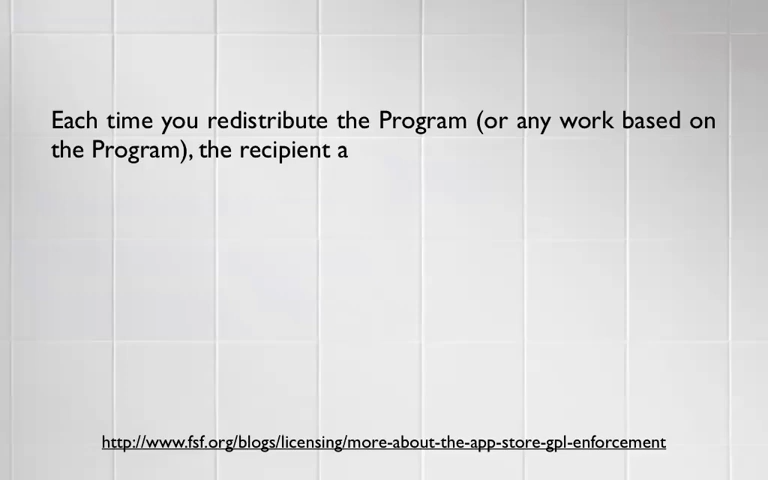 Each time you redistribute the Program (or any work based on
the Program), the recipient a
http://www.fsf.org/blogs/licensing/more-about-the-app-store-gpl-enforcement